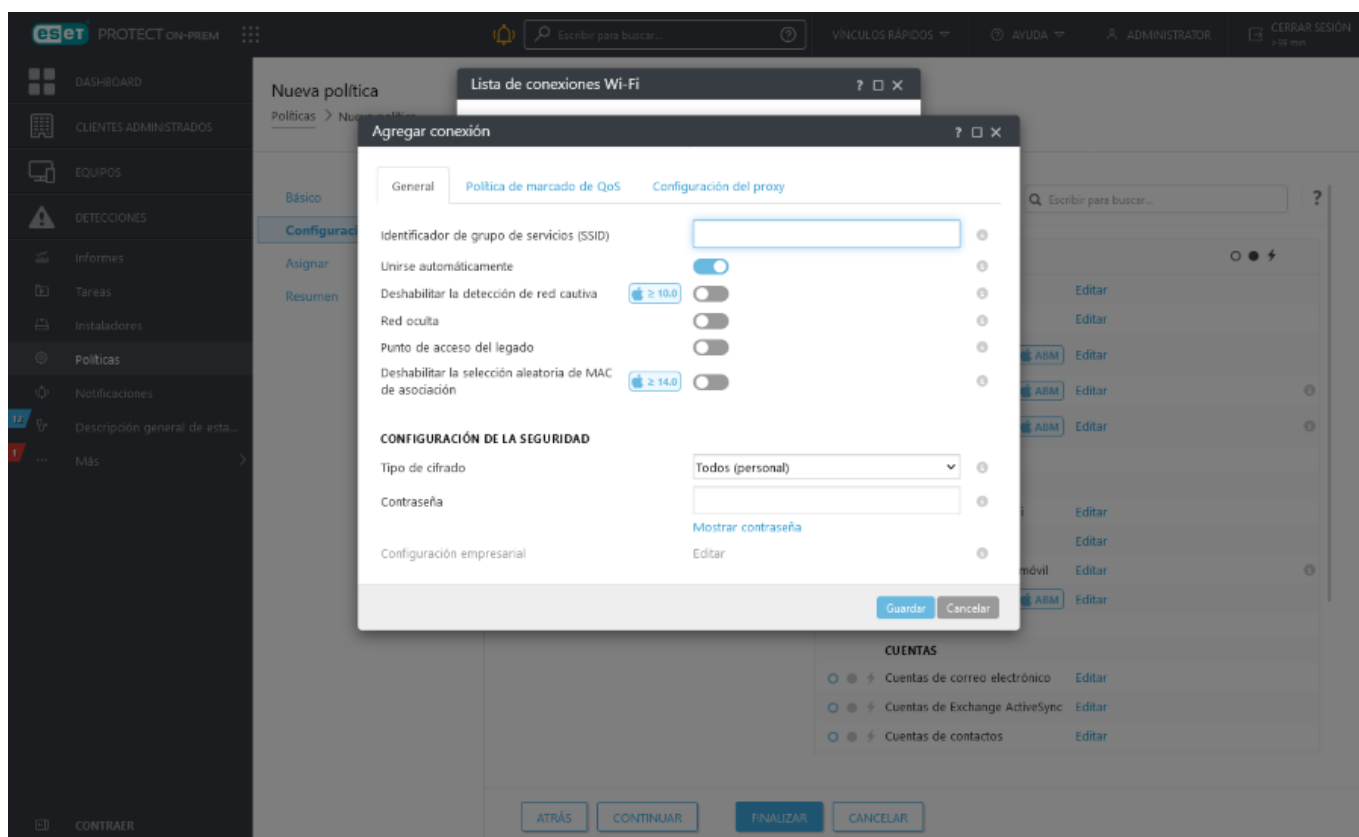 eset PROTECT ON-PREM
Escribir para buscar...
VÍNCULOS RÁPIDOS
AYUDA
ADMINISTRATOR
CERRAR SESIÓN
>99 min
DASHBOARD
CLIENTES ADMINISTRADOS
EQUIPOS
DETECCIONES
Informes
Tareas
Instaladores
Políticas
Notificaciones
12
Descripción general de esta...
1
Más
CONTRAER
Nueva política
Políticas > Nueva política
Básico
Configuraci
Asignar
Resumen
Lista de conexiones Wi-Fi
Agregar conexión
General
Política de marcado de QoS
Configuración del proxy
Identificador de grupo de servicios (SSID)
Unirse automáticamente
Deshabilitar la detección de red cautiva
≥ 10.0
Red oculta
Punto de acceso del legado
Deshabilitar la selección aleatoria de MAC
de asociación
≥ 14.0
CONFIGURACIÓN DE LA SEGURIDAD
Tipo de cifrado
Todos (personal)
Contraseña
Mostrar contraseña
Configuración empresarial
Editar
Guardar
Cancelar
Escribir para buscar...
?
Editar
Editar
ABM Editar
ABM Editar
ABM Editar
i Editar
Editar
móvil Editar
ABM Editar
CUENTAS
Cuentas de correo electrónico Editar
Cuentas de Exchange ActiveSync Editar
Cuentas de contactos Editar
ATRÁS
CONTINUAR
FINALIZAR
CANCELAR